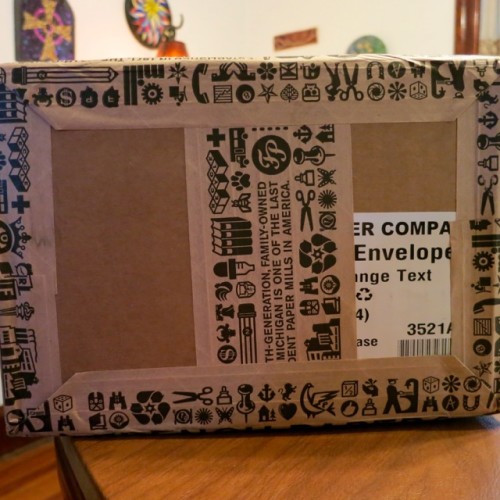 TH-GENERATION, FAMILY-OWNED
MICHIGAN IS ONE OF THE LAST
DENT PAPER MILLS IN AMERICA.
ER COMPA
Envelope
ange Text
4)
3521A
ase